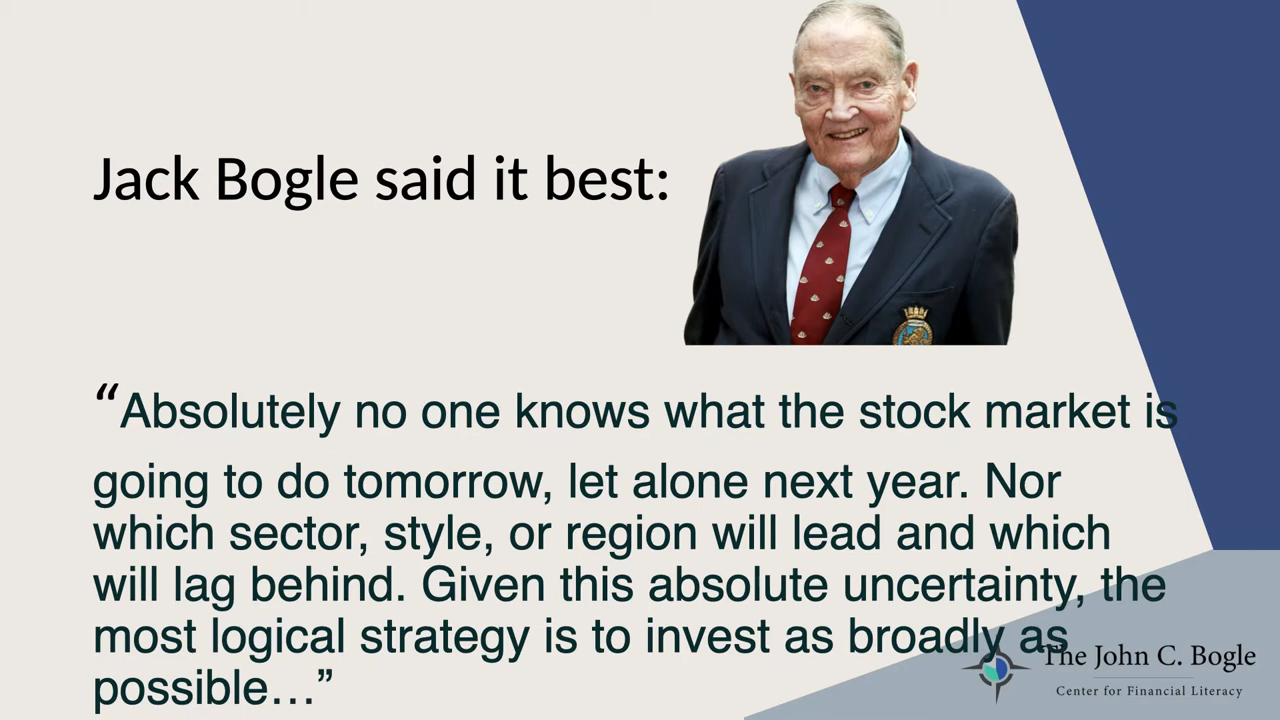 Jack Bogle said it best:
“Absolutely no one knows what the stock market is
going to do tomorrow, let alone next year. Nor
which sector, style, or region will lead and which
will lag behind. Given this absolute uncertainty, the
most logical strategy is to invest as broadly as
possible…”
The John C. Bogle
Center for Financial Literacy